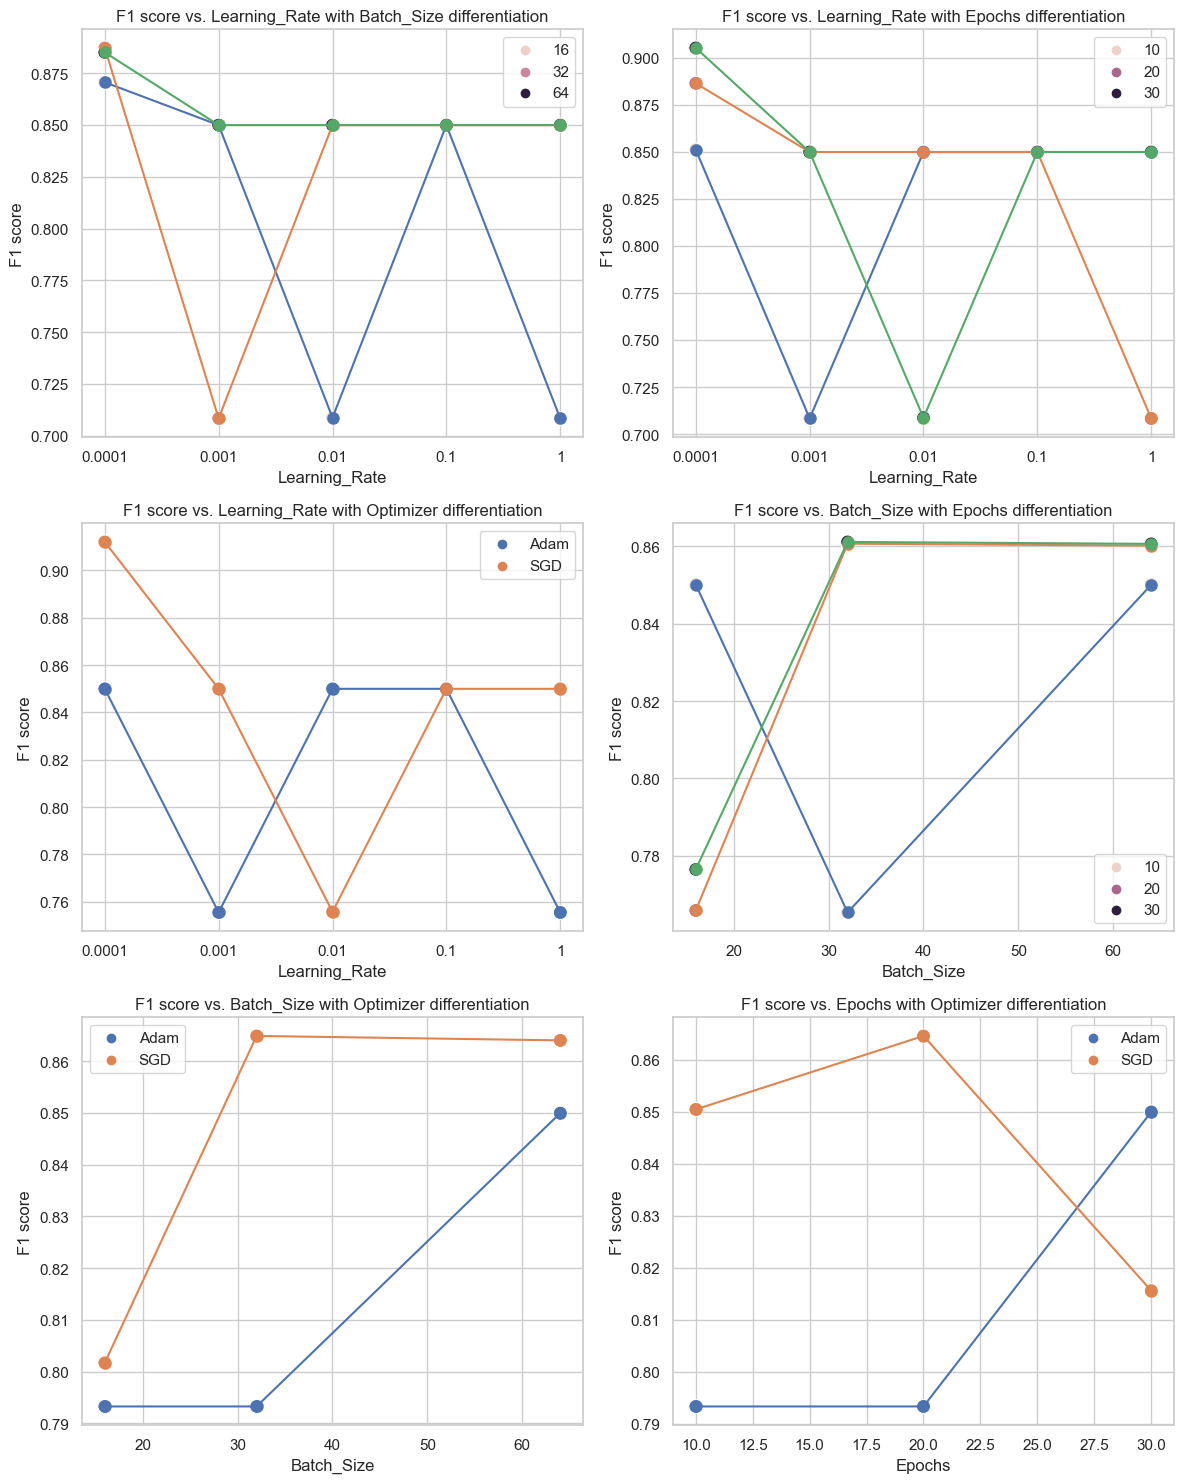 F1 score vs. Learning_Rate with Batch_Size differentiation
16
32
64
0.875
0.850
0.825
0.800
0.775
0.750
0.725
0.700
F1 score
0.0001 0.001 0.01 0.1 1
Learning_Rate
F1 score vs. Learning_Rate with Epochs differentiation
10
20
30
0.900
0.875
0.850
0.825
0.800
0.775
0.750
0.725
0.700
F1 score
0.0001 0.001 0.01 0.1 1
Learning_Rate
F1 score vs. Learning_Rate with Optimizer differentiation
Adam
SGD
0.90
0.88
0.86
0.84
0.82
0.80
0.78
0.76
F1 score
0.0001 0.001 0.01 0.1 1
Learning_Rate
F1 score vs. Batch_Size with Epochs differentiation
0.86
0.84
0.82
0.80
0.78
F1 score
10
20
30
20 30 40 50 60
Batch_Size
F1 score vs. Batch_Size with Optimizer differentiation
Adam
SGD
0.86
0.85
0.84
0.83
0.82
0.81
0.80
0.79
F1 score
20 30 40 50 60
Batch_Size
F1 score vs. Epochs with Optimizer differentiation
Adam
SGD
0.86
0.85
0.84
0.83
0.82
0.81
0.80
0.79
F1 score
10.0 12.5 15.0 17.5 20.0 22.5 25.0 27.5 30.0
Epochs